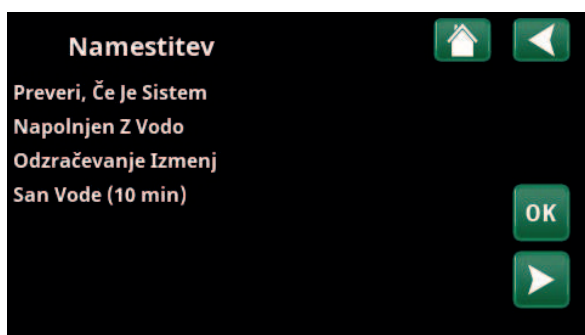 Namestitev
Preveri, Če Je Sistem
Napolnjen Z Vodo
Odzračevanje Izmenj
San Vode (10 min)
OK